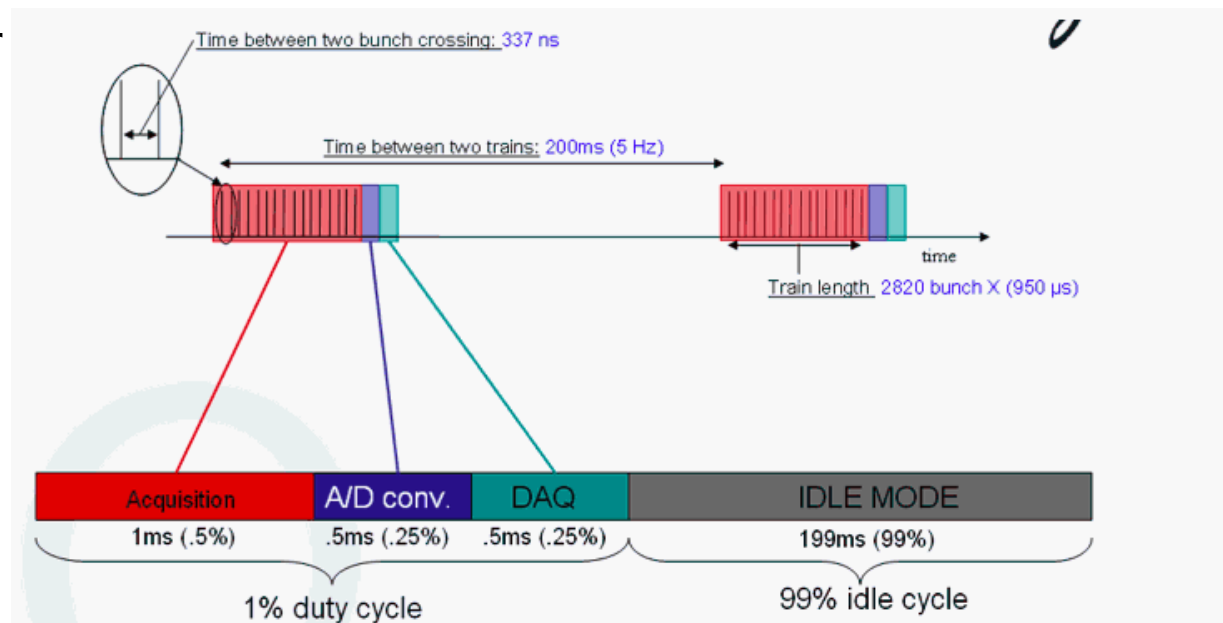 Time between two bunch crossing: 337 ns
Time between two trains: 200ms (5 Hz)
time
Train length 2820 bunch X (950 µs)
Acquisition A/D conv. DAQ IDLE MODE
1ms (.5%) .5ms (.25%) .5ms (.25%) 199ms (99%)
1% duty cycle 99% idle cycle